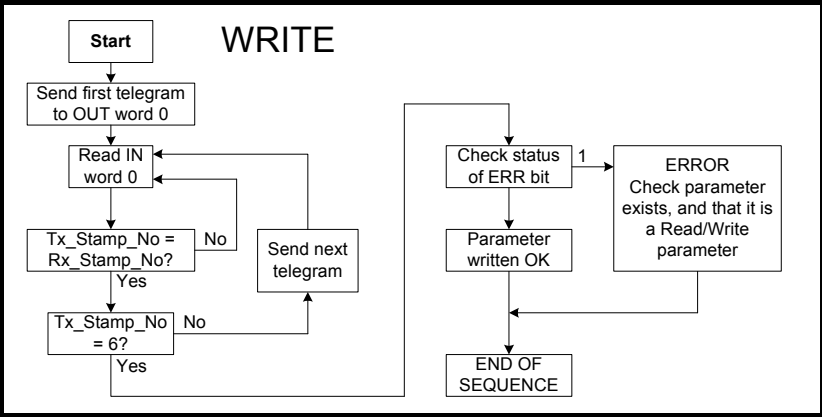 WRITE
Start
Send first telegram
to OUT word 0
Read IN
word 0
Tx_Stamp_No =
Rx_Stamp_No?
No
Yes
Send next
telegram
Tx_Stamp_No
= 6?
No
Yes
Check status
of ERR bit
1
ERROR
Check parameter
exists, and that it is
a Read/Write
parameter
Parameter
written OK
END OF
SEQUENCE